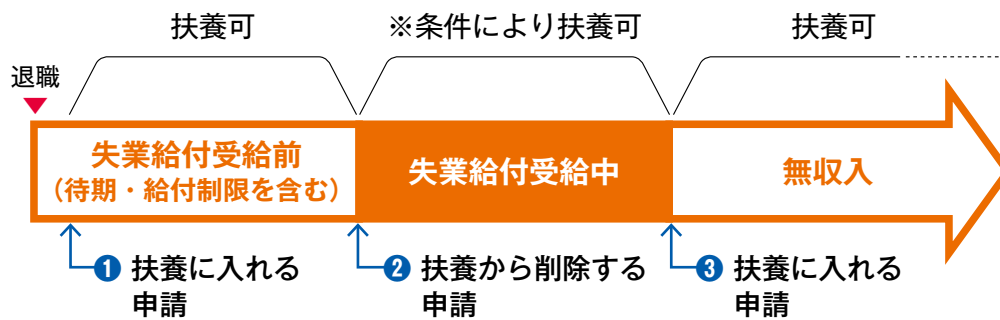 扶養可
※条件により扶養可
扶養可
退職
失業給付受給前
（待期・給付制限を含む）
失業給付受給中
無収入
❶ 扶養に入れる
申請
❷ 扶養から削除する
申請
❸ 扶養に入れる
申請